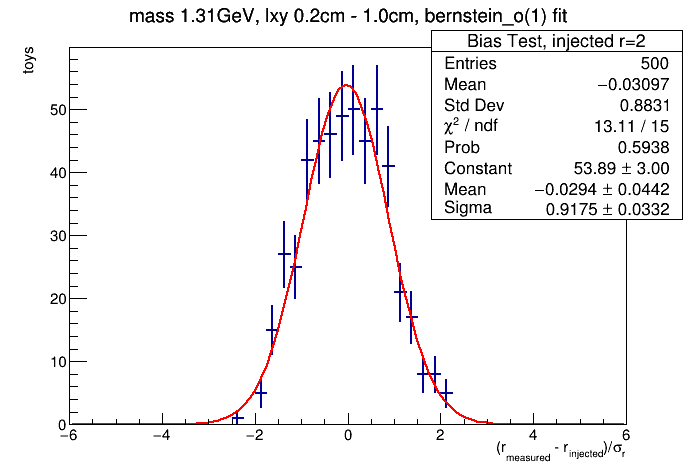 mass 1.31GeV, lxy 0.2cm - 1.0cm, bernstein_o(1) fit
toys
Bias Test, injected r=2
Entries 500
Mean −0.03097
Std Dev 0.8831
χ² / ndf 13.11 / 15
Prob 0.5938
Constant 53.89 ± 3.00
Mean −0.0294 ± 0.0442
Sigma 0.9175 ± 0.0332
50
40
30
20
10
0
−6 −4 −2 0 2 4 6
(r_measured - r_injected)/σ_r